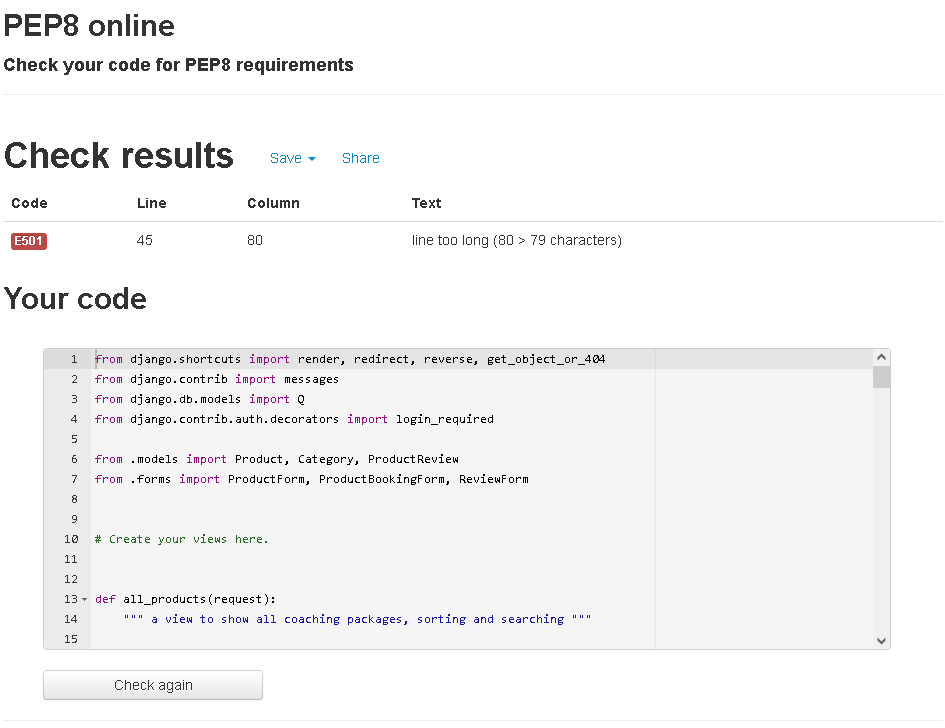 PEP8 online
Check your code for PEP8 requirements
Check results Save Share
Code Line Column Text
E501 45 80 line too long (80 > 79 characters)
Your code
1 from django.shortcuts import render, redirect, reverse, get_object_or_404
2 from django.contrib import messages
3 from django.db.models import Q
4 from django.contrib.auth.decorators import login_required
5
6 from .models import Product, Category, ProductReview
7 from .forms import ProductForm, ProductBookingForm, ReviewForm
8
9
10 # Create your views here.
11
12
13 def all_products(request):
14 """ a view to show all coaching packages, sorting and searching """
15
Check again